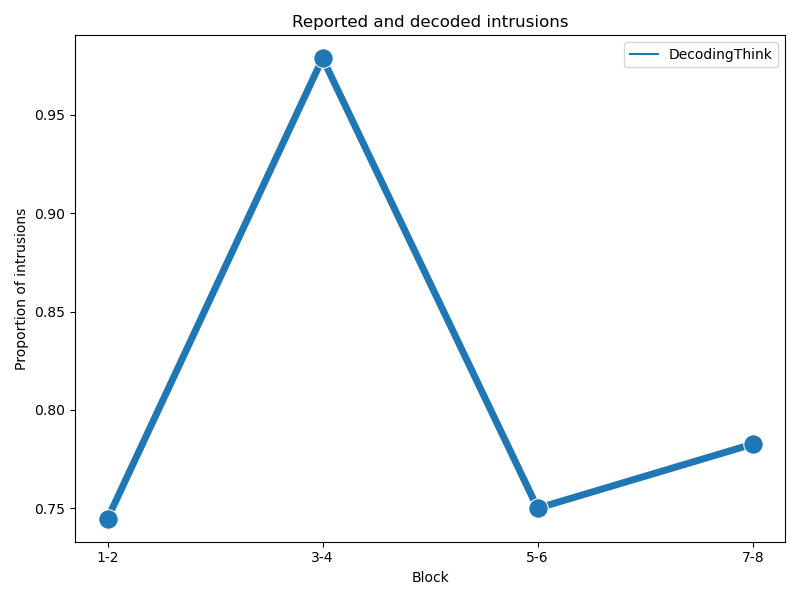 Reported and decoded intrusions
DecodingThink
Proportion of intrusions
0.95
0.90
0.85
0.80
0.75
1-2
3-4
5-6
7-8
Block